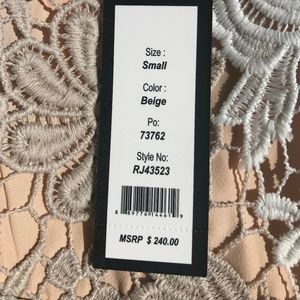 Size :
Small
Color :
Beige
Po:
73762
Style No:
RJ43523
MSRP $ 240.00